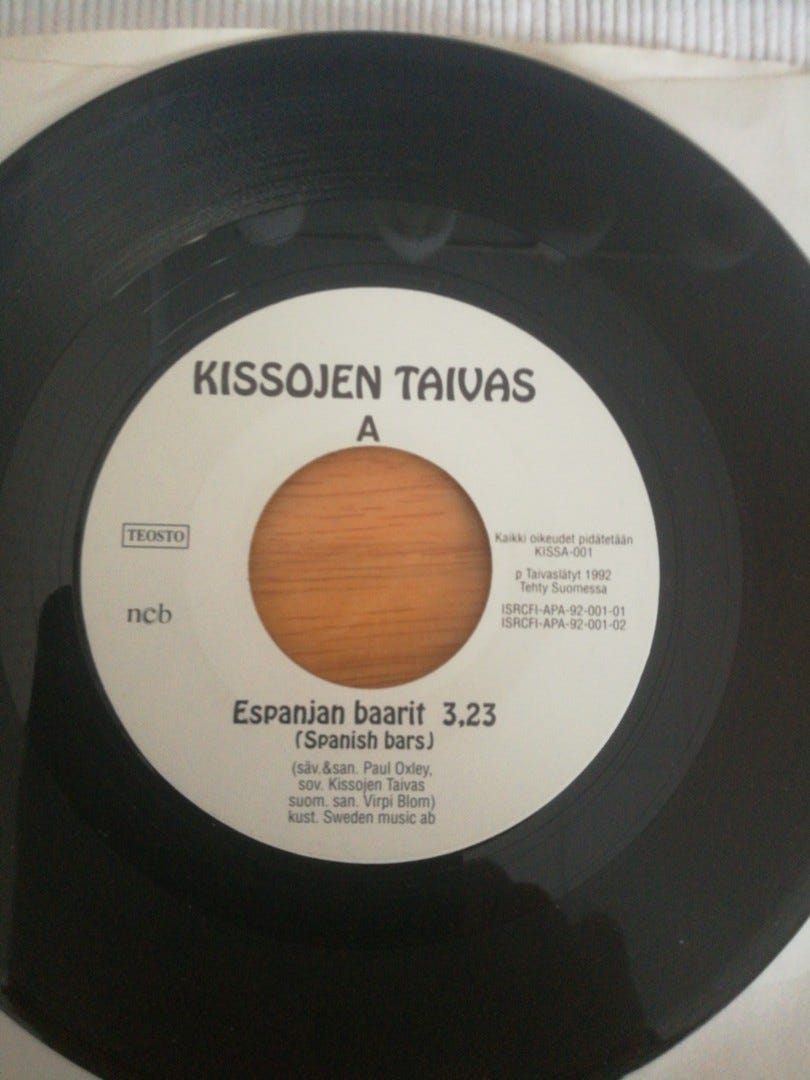 KISSOJEN TAIVAS
A
TEOSTO
ncb
Kaikki oikeudet pidätetään
KISSA-001
p Taivaslätyt 1992
Tehty Suomessa
ISRCFI-APA-92-001-01
ISRCFI-APA-92-001-02
Espanjan baarit 3,23
(Spanish bars)
(säv.&san. Paul Oxley,
sov. Kissojen Taivas
suom. san. Virpi Blom)
kust. Sweden music ab